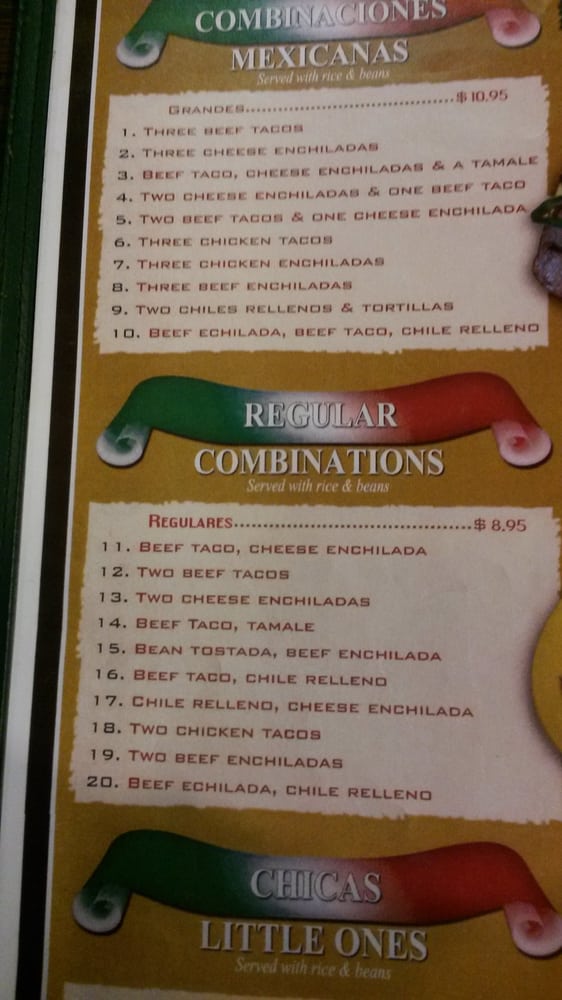 COMBINACIONES
MEXICANAS
Served with rice & beans
GRANDES....................................$ 10.95
1. THREE BEEF TACOS
2. THREE CHEESE ENCHILADAS
3. BEEF TACO, CHEESE ENCHILADAS & A TAMALE
4. TWO CHEESE ENCHILADAS & ONE BEEF TACO
5. TWO BEEF TACOS & ONE CHEESE ENCHILADA
6. THREE CHICKEN TACOS
7. THREE CHICKEN ENCHILADAS
8. THREE BEEF ENCHILADAS
9. TWO CHILES RELLENOS & TORTILLAS
10. BEEF ECHILADA, BEEF TACO, CHILE RELLENO
REGULAR
COMBINATIONS
Served with rice & beans
REGULARES.....................................$ 8.95
11. BEEF TACO, CHEESE ENCHILADA
12. TWO BEEF TACOS
13. TWO CHEESE ENCHILADAS
14. BEEF TACO, TAMALE
15. BEAN TOSTADA, BEEF ENCHILADA
16. BEEF TACO, CHILE RELLENO
17. CHILE RELLENO, CHEESE ENCHILADA
18. TWO CHICKEN TACOS
19. TWO BEEF ENCHILADAS
20. BEEF ECHILADA, CHILE RELLENO
CHICAS
LITTLE ONES
Served with rice & beans